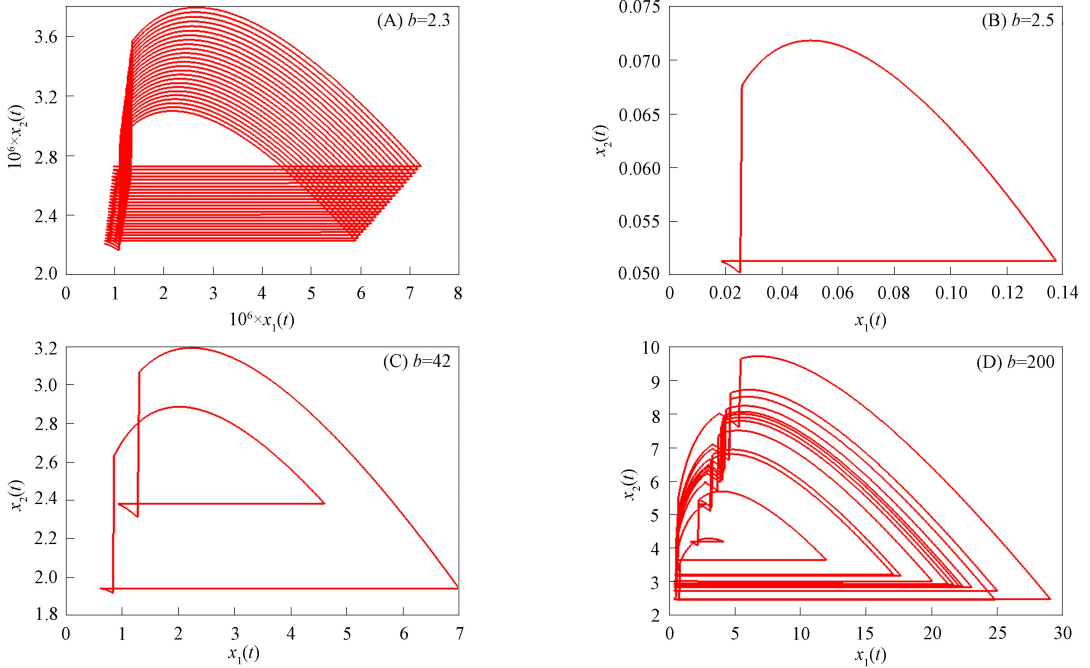 (A) b=2.3
3.6
3.2
2.8
2.4
2.0
10⁶×x₂(t)
0 1 2 3 4 5 6 7 8
10⁶×x₁(t)
(B) b=2.5
0.075
0.070
0.065
0.060
0.055
0.050
x₂(t)
0 0.02 0.04 0.06 0.08 0.10 0.12 0.14
x₁(t)
(C) b=42
3.2
3.0
2.8
2.6
2.4
2.2
2.0
1.8
x₂(t)
0 1 2 3 4 5 6 7
x₁(t)
(D) b=200
10
9
8
7
6
5
4
3
2
x₂(t)
0 5 10 15 20 25 30
x₁(t)